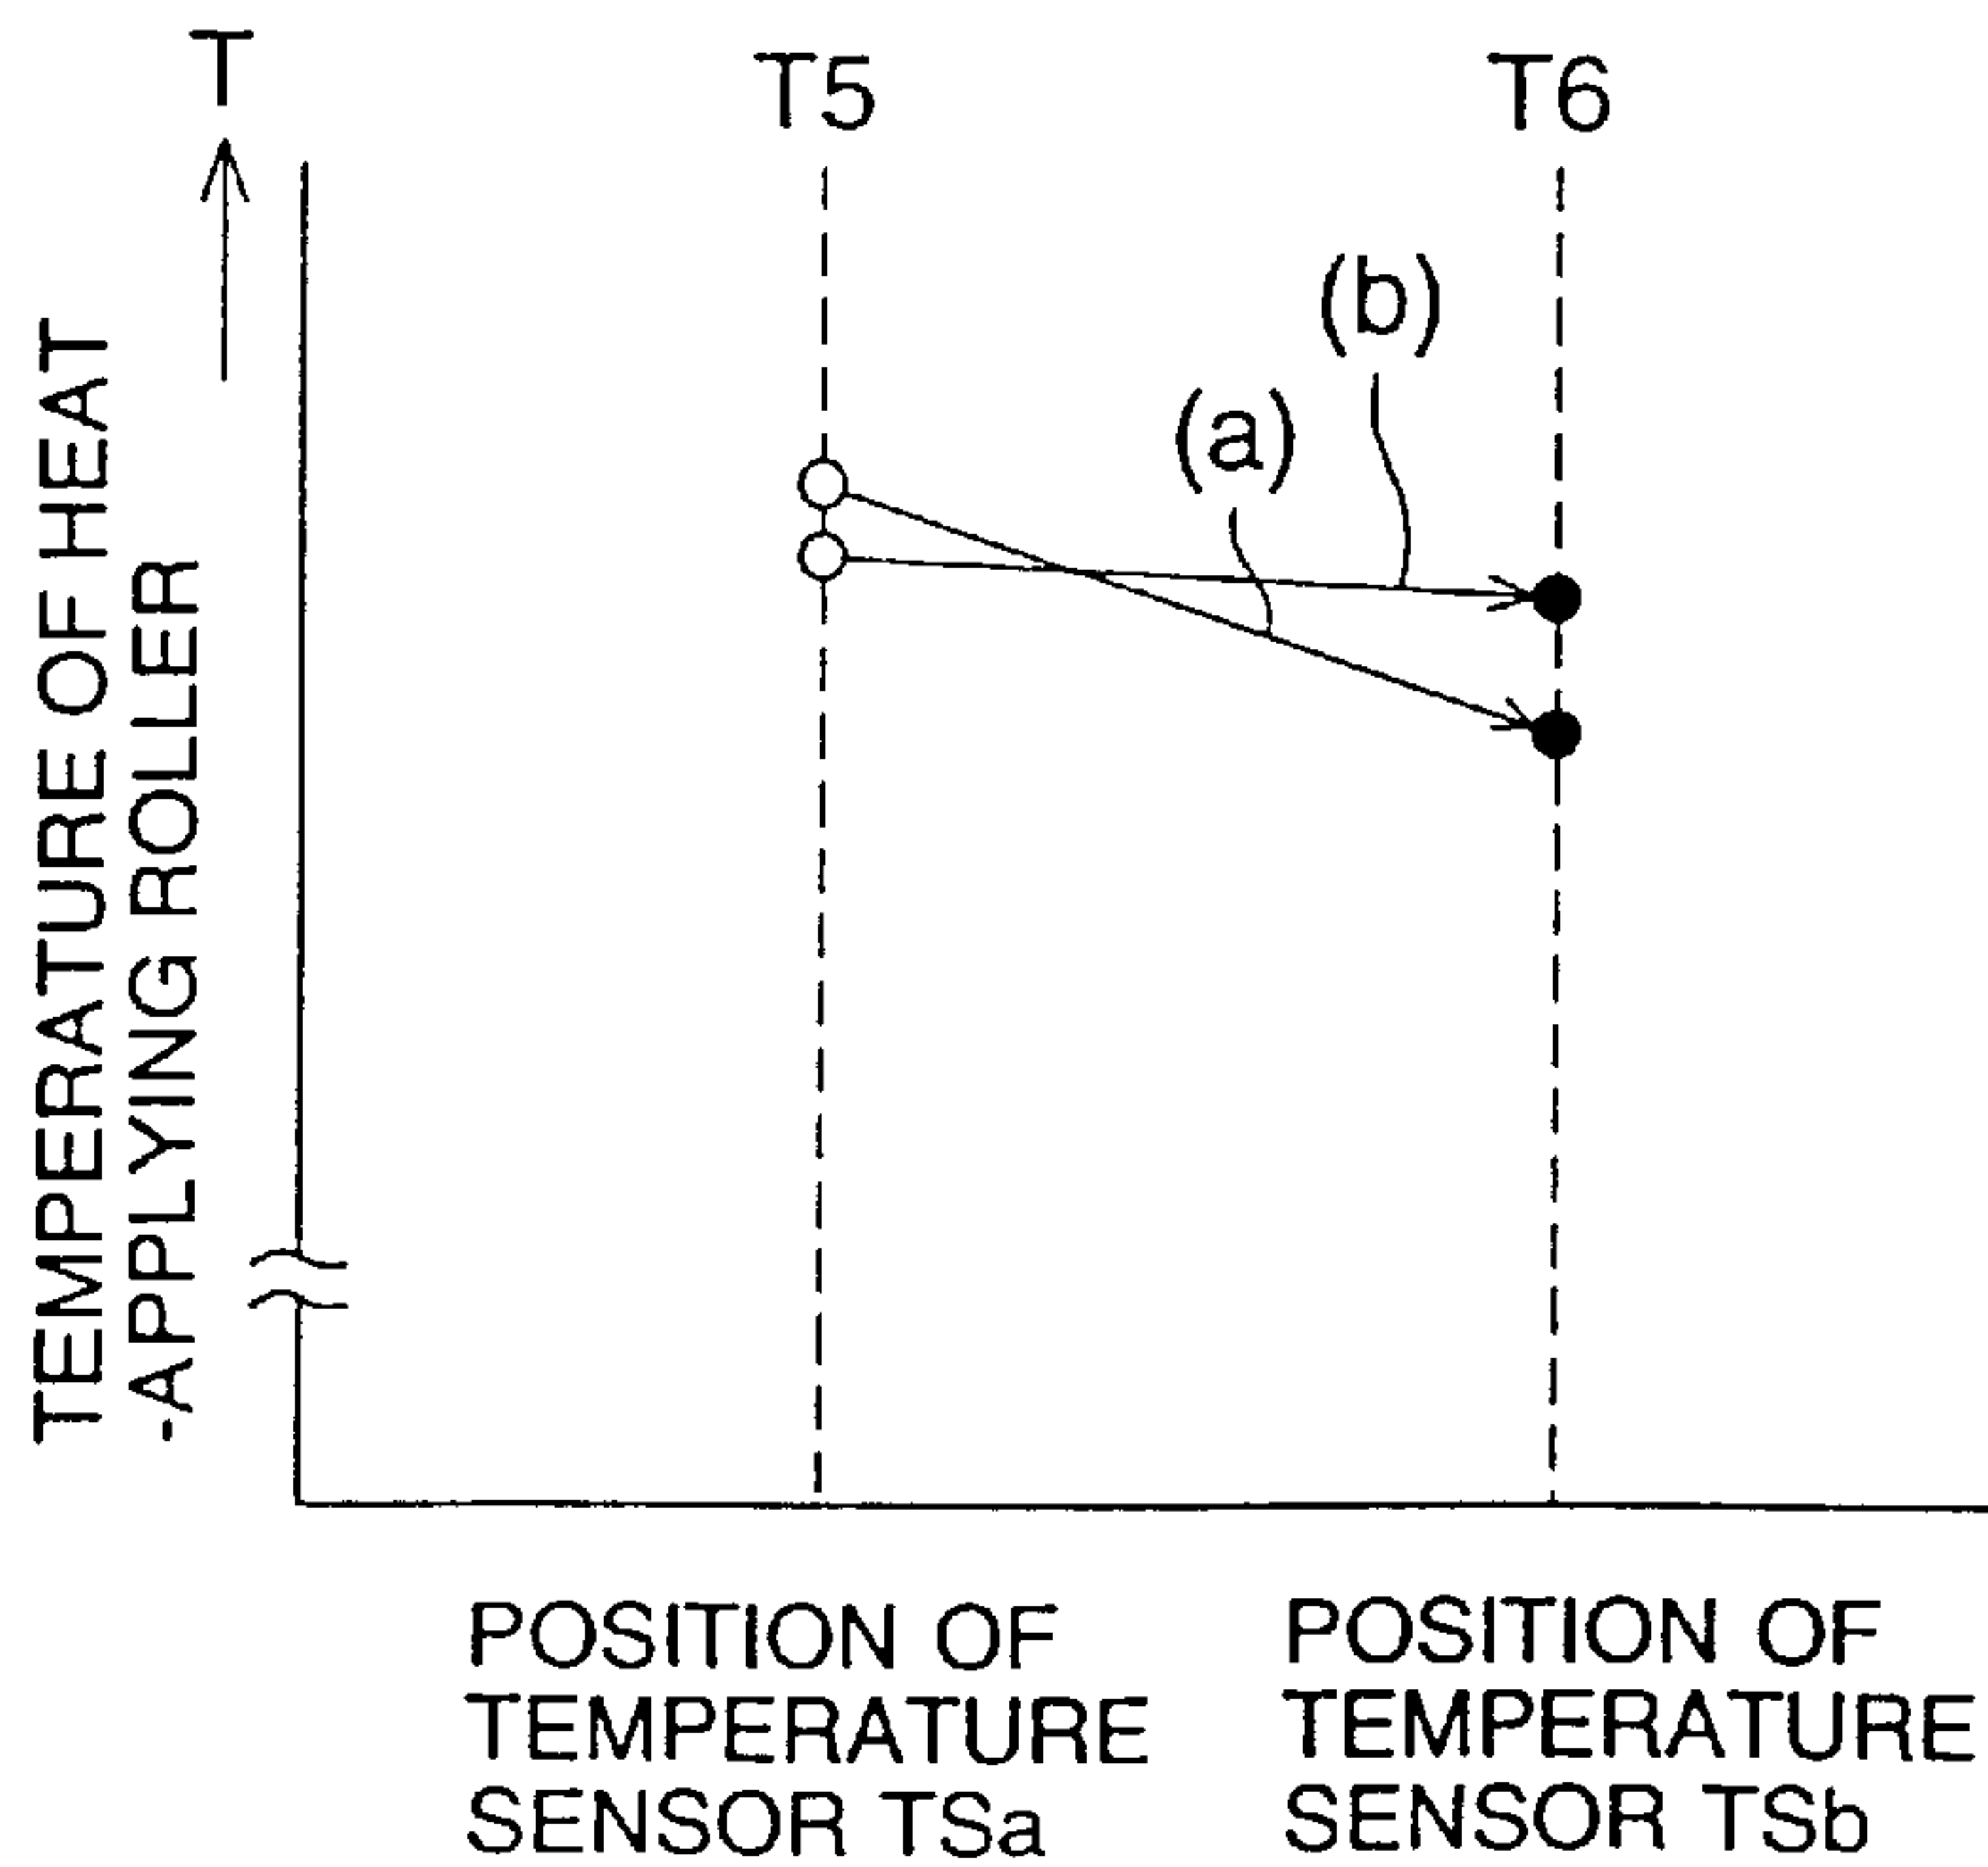 T
T5
T6
(b)
(a)
TEMPERATURE OF HEAT
-APPLYING ROLLER
POSITION OF
TEMPERATURE
SENSOR TSa
POSITION OF
TEMPERATURE
SENSOR TSb